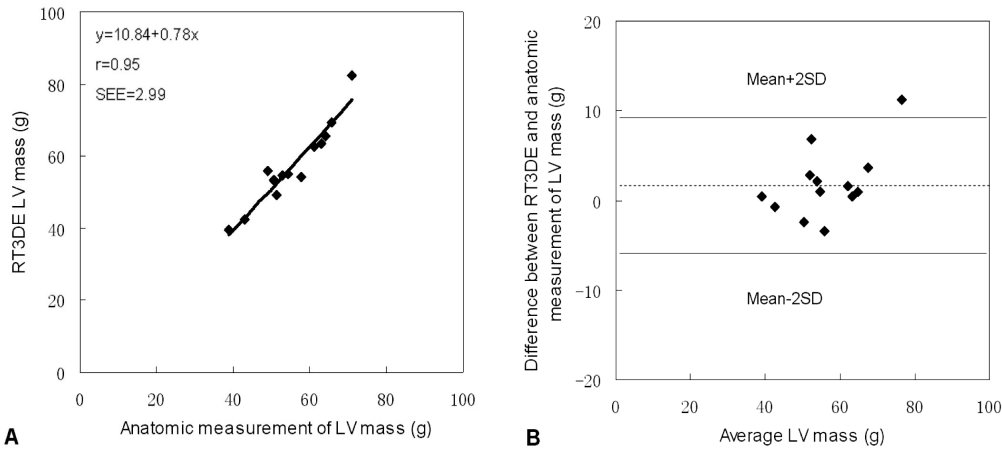 y=10.84+0.78x
r=0.95
SEE=2.99
RT3DE LV mass (g)
100
80
60
40
20
0
0 20 40 60 80 100
Anatomic measurement of LV mass (g)
A
Difference between RT3DE and anatomic
measurement of LV mass (g)
20
10
0
−10
−20
Mean+2SD
Mean-2SD
0 20 40 60 80 100
Average LV mass (g)
B